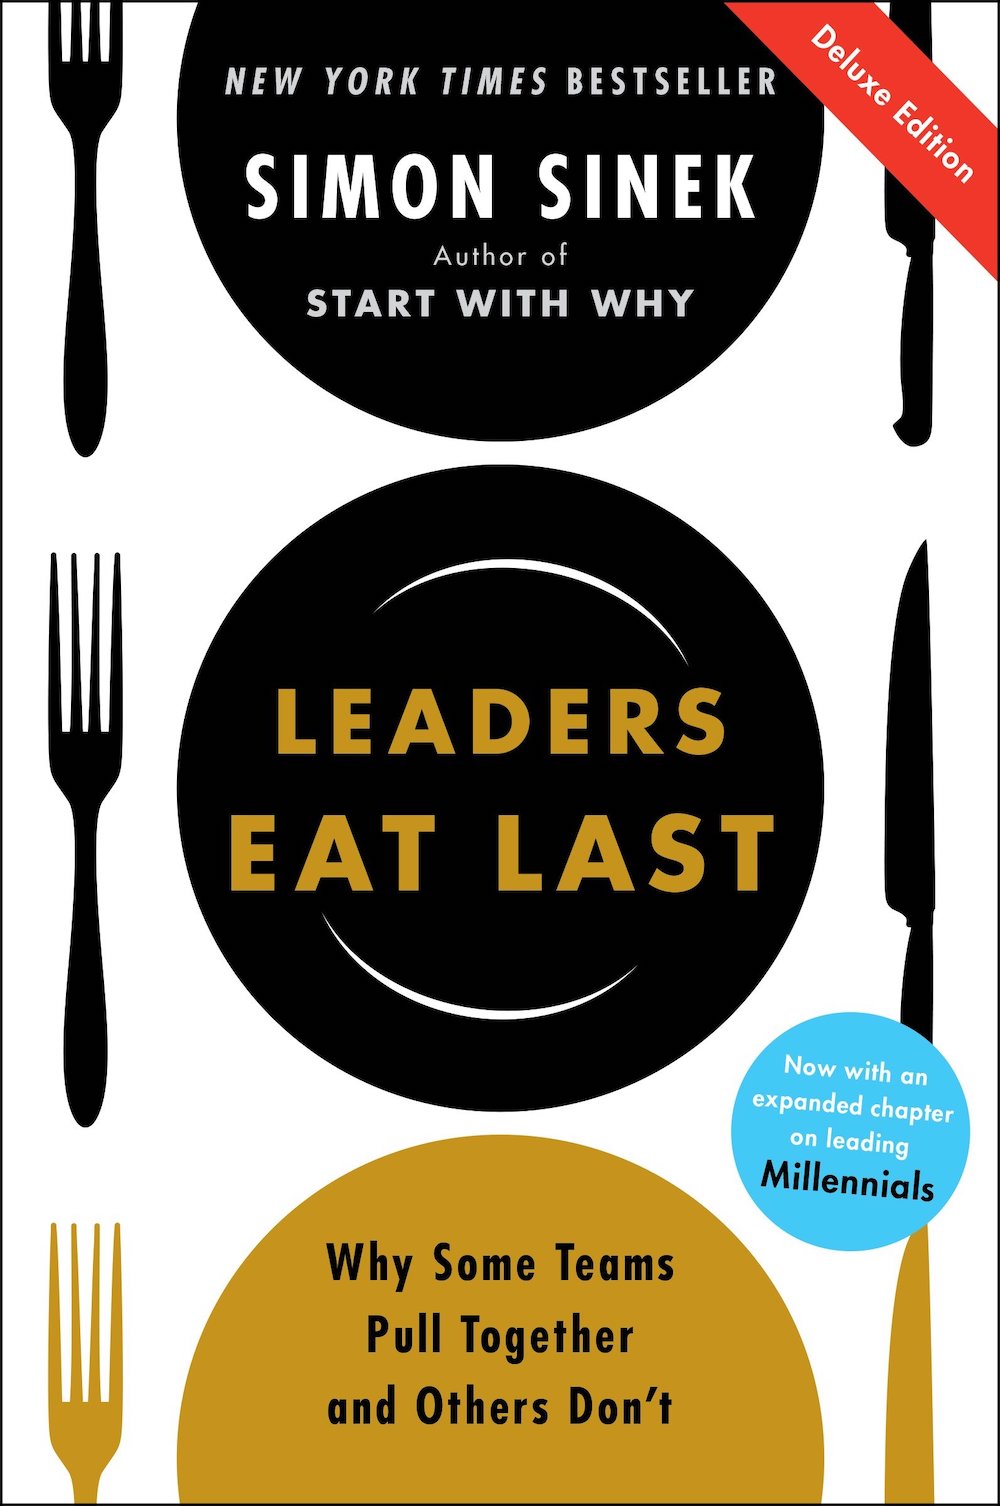 NEW YORK TIMES BESTSELLER
Deluxe Edition
SIMON SINEK
Author of
START WITH WHY
LEADERS
EAT LAST
Now with an
expanded chapter
on leading
Millennials
Why Some Teams
Pull Together
and Others Don't